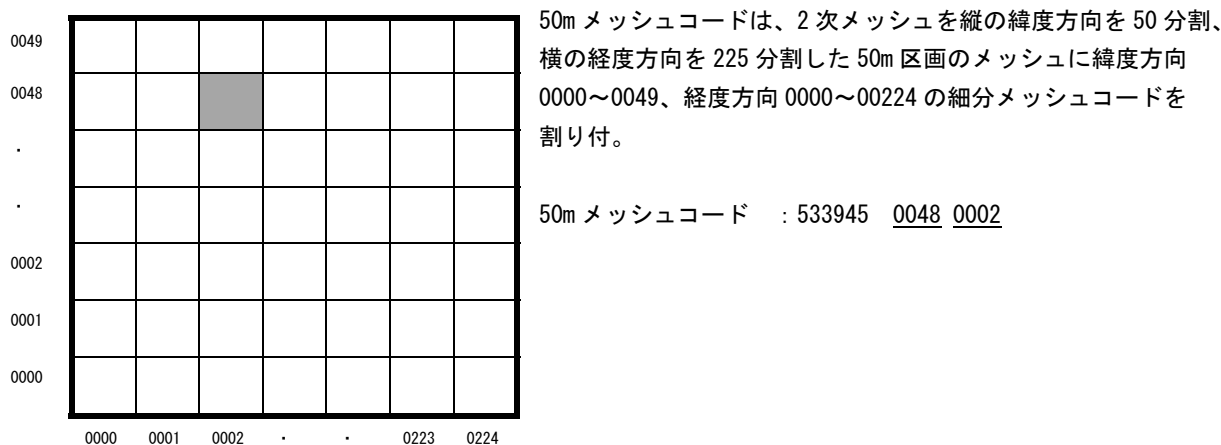 50m メッシュコードは、2 次メッシュを縦の緯度方向を 50 分割、
横の経度方向を 225 分割した 50m 区画のメッシュに緯度方向
0000～0049、経度方向 0000～00224 の細分メッシュコードを
割り付。
50m メッシュコード ：533945 0048 0002
0049
0048
・
・
0002
0001
0000
0000 0001 0002 ・ ・ 0223 0224